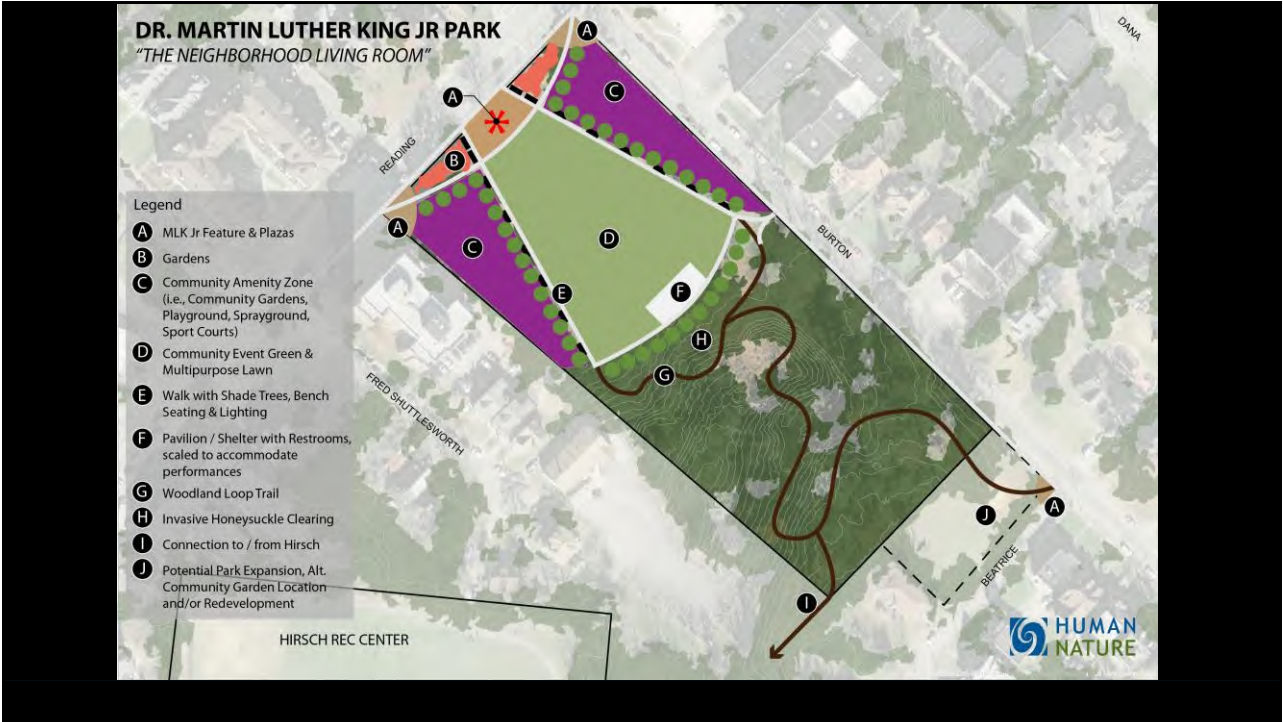 DR. MARTIN LUTHER KING JR PARK
"THE NEIGHBORHOOD LIVING ROOM"
DANA
A
A
C
READING
B
Legend
A MLK Jr Feature & Plazas
B Gardens
C Community Amenity Zone
(i.e., Community Gardens,
Playground, Sprayground,
Sport Courts)
D Community Event Green &
Multipurpose Lawn
E Walk with Shade Trees, Bench
Seating & Lighting
F Pavilion / Shelter with Restrooms,
scaled to accommodate
performances
G Woodland Loop Trail
H Invasive Honeysuckle Clearing
I Connection to / from Hirsch
J Potential Park Expansion, Alt.
Community Garden Location
and/or Redevelopment
A
C
D
BURTON
E
F
H
G
FRED SHUTTLESWORTH
A
J
BEATRICE
I
HIRSCH REC CENTER
HUMAN
NATURE